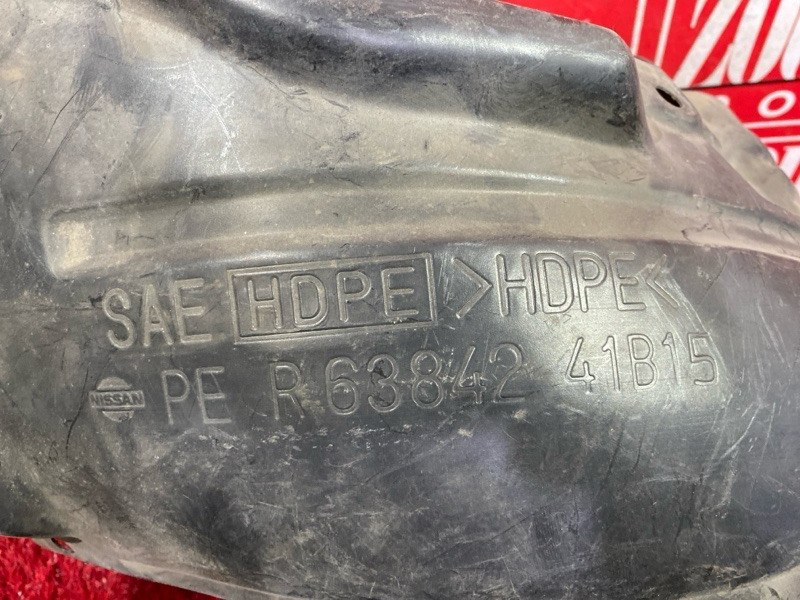 SAE HDPE >HDPE<
NISSAN PE R 63842 41B15